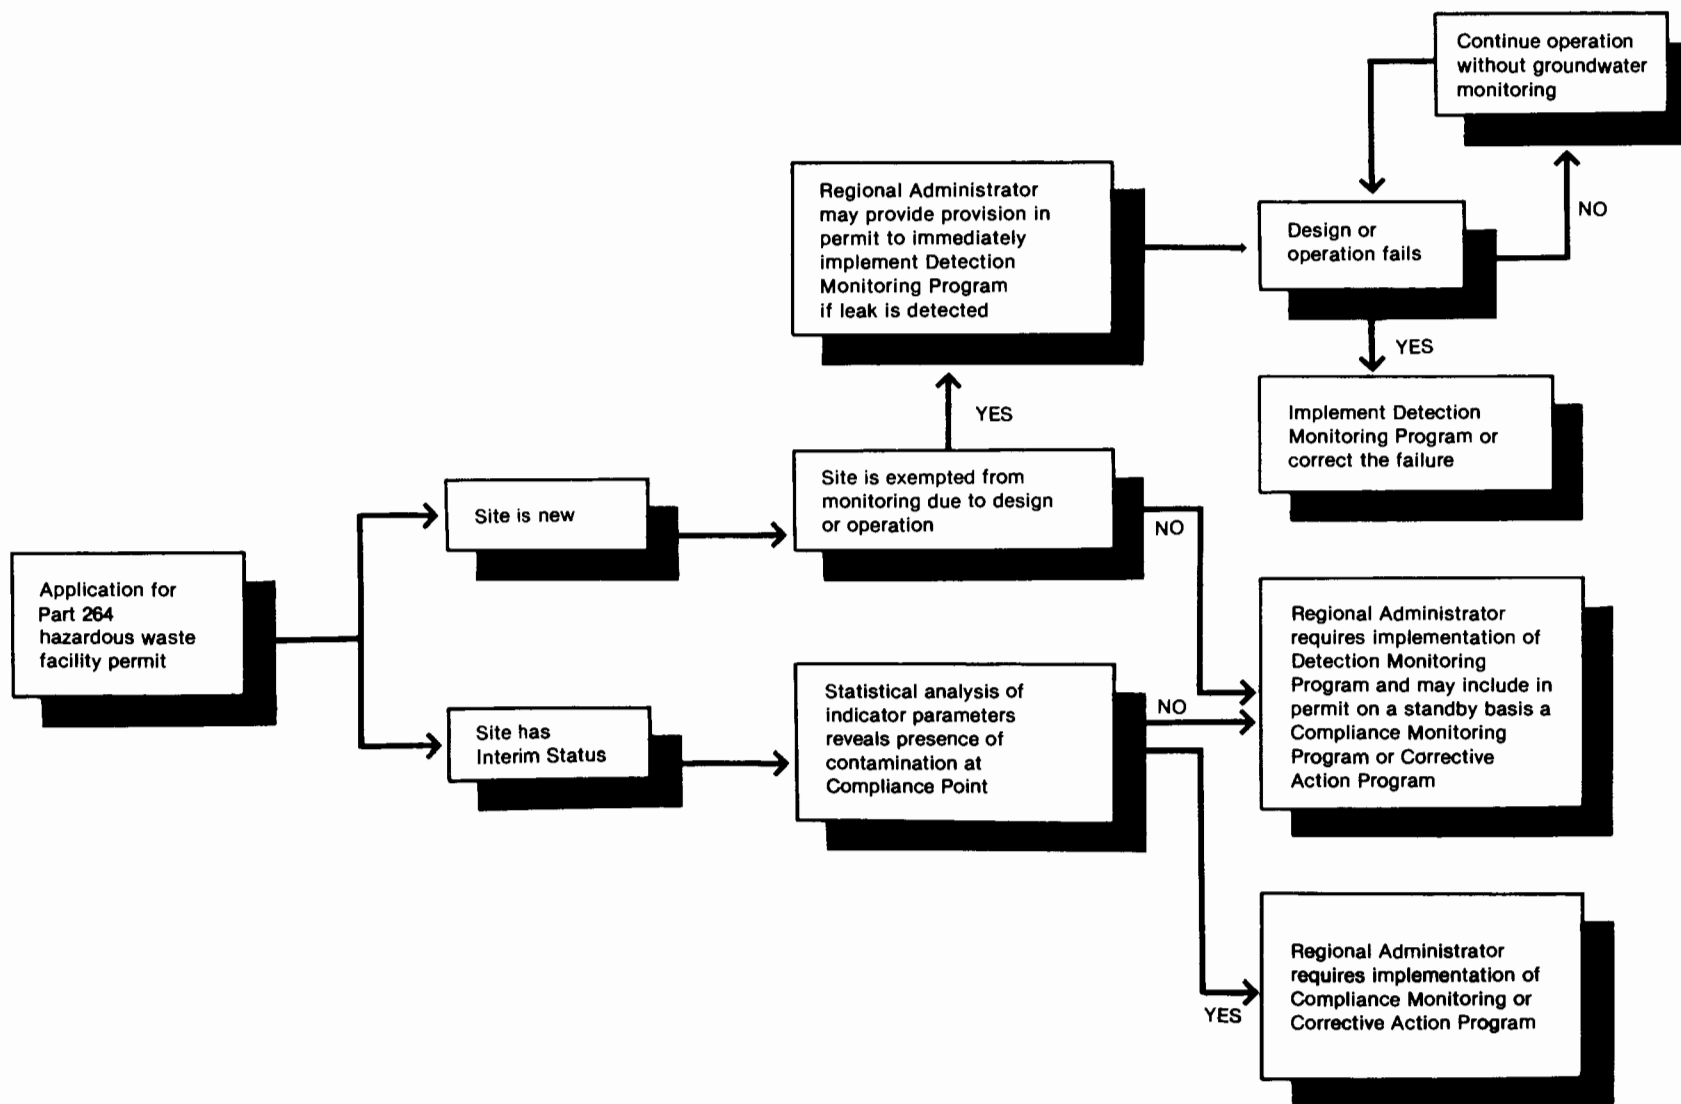 Application for
Part 264
hazardous waste
facility permit
Site is new
Site has
Interim Status
Site is exempted from
monitoring due to design
or operation
YES
NO
Regional Administrator
may provide provision in
permit to immediately
implement Detection
Monitoring Program
if leak is detected
Design or
operation fails
NO
Continue operation
without groundwater
monitoring
YES
Implement Detection
Monitoring Program or
correct the failure
Statistical analysis of
indicator parameters
reveals presence of
contamination at
Compliance Point
NO
Regional Administrator
requires implementation of
Detection Monitoring
Program and may include in
permit on a standby basis a
Compliance Monitoring
Program or Corrective
Action Program
YES
Regional Administrator
requires implementation of
Compliance Monitoring or
Corrective Action Program